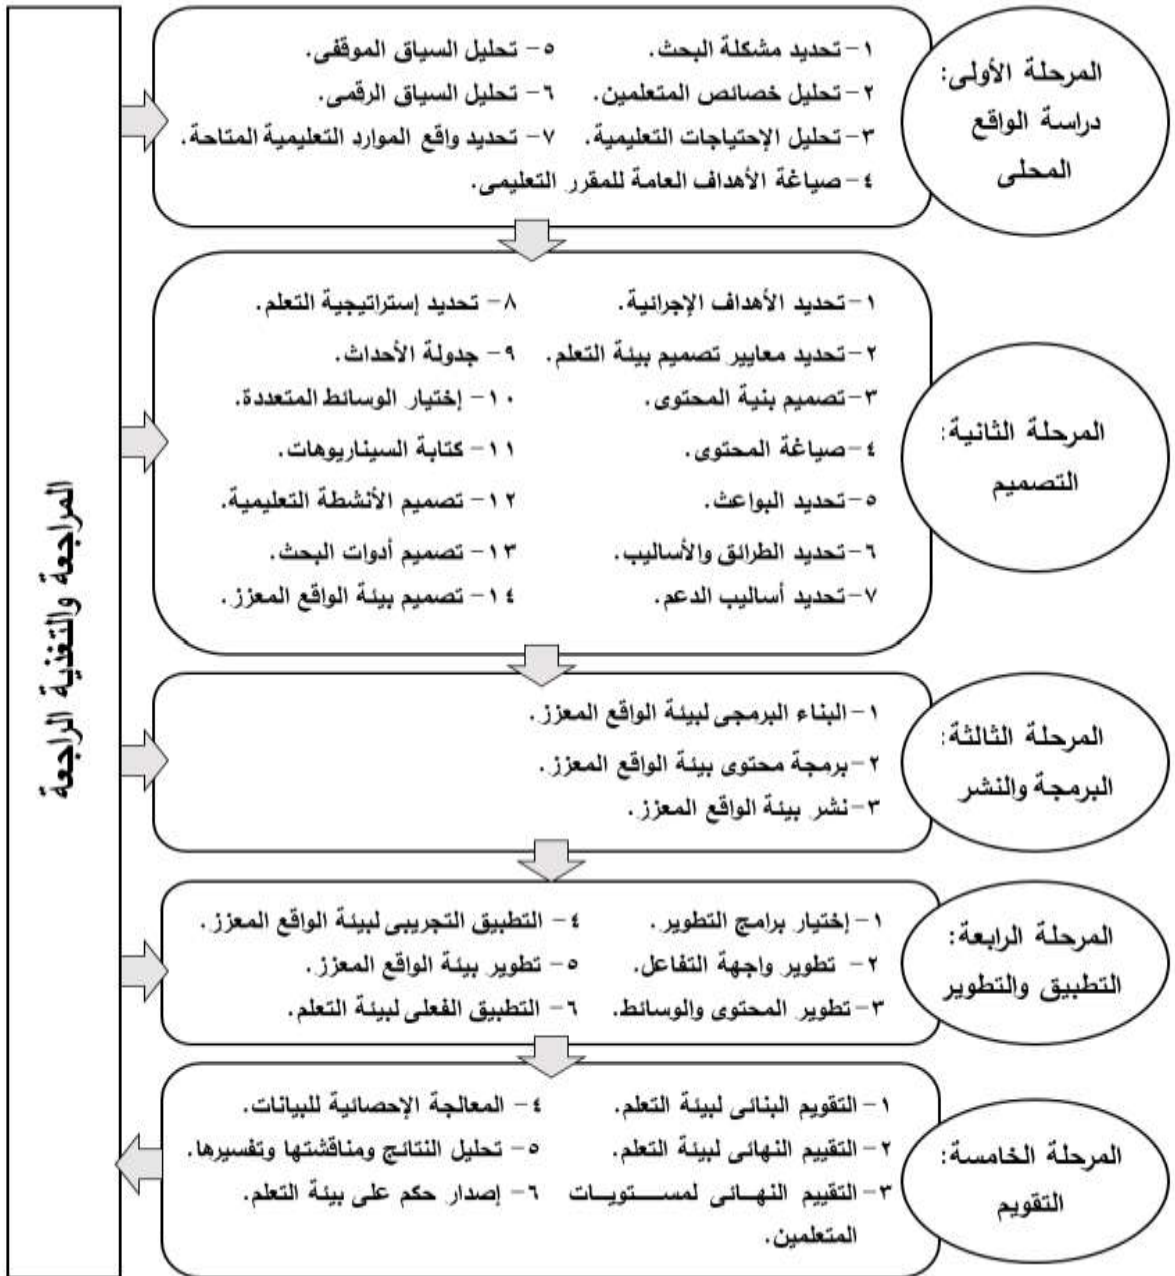 المرحلة الأولى:
دراسة الواقع
المحلى
١-تحديد مشكلة البحث.
٢-تحليل خصائص المتعلمين.
٣-تحليل الإحتياجات التعليمية.
٤-صياغة الأهداف العامة للمقرر التعليمى.
٥- تحليل السياق الموقفى.
٦- تحليل السياق الرقمى.
٧- تحديد واقع الموارد التعليمية المتاحة.
المرحلة الثانية:
التصميم
١-تحديد الأهداف الإجرائية.
٢-تحديد معايير تصميم بيئة التعلم.
٣-تصميم بنية المحتوى.
٤-صياغة المحتوى.
٥-تحديد البواعث.
٦-تحديد الطرائق والأساليب.
٧-تحديد أساليب الدعم.
٨- تحديد إستراتيجية التعلم.
٩- جدولة الأحداث.
١٠- إختيار الوسائط المتعددة.
١١- كتابة السيناريوهات.
١٢- تصميم الأنشطة التعليمية.
١٣- تصميم أدوات البحث.
١٤- تصميم بيئة الواقع المعزز.
المرحلة الثالثة:
البرمجة والنشر
١-البناء البرمجى لبيئة الواقع المعزز.
٢-برمجة محتوى بيئة الواقع المعزز.
٣-نشر بيئة الواقع المعزز.
المرحلة الرابعة:
التطبيق والتطوير
١-إختيار برامج التطوير.
٢- تطوير واجهة التفاعل.
٣-تطوير المحتوى والوسائط.
٤- التطبيق التجريبى لبيئة الواقع المعزز.
٥- تطوير بيئة الواقع المعزز.
٦- التطبيق الفعلى لبيئة التعلم.
المرحلة الخامسة:
التقويم
١- التقويم البنائى لبيئة التعلم.
٢- التقييم النهائى لبيئة التعلم.
٣-التقييم النهائى لمستويات
المتعلمين.
٤- المعالجة الإحصائية للبيانات.
٥- تحليل النتائج ومناقشتها وتفسيرها.
٦- إصدار حكم على بيئة التعلم.
المراجعة والتغذية الراجعة